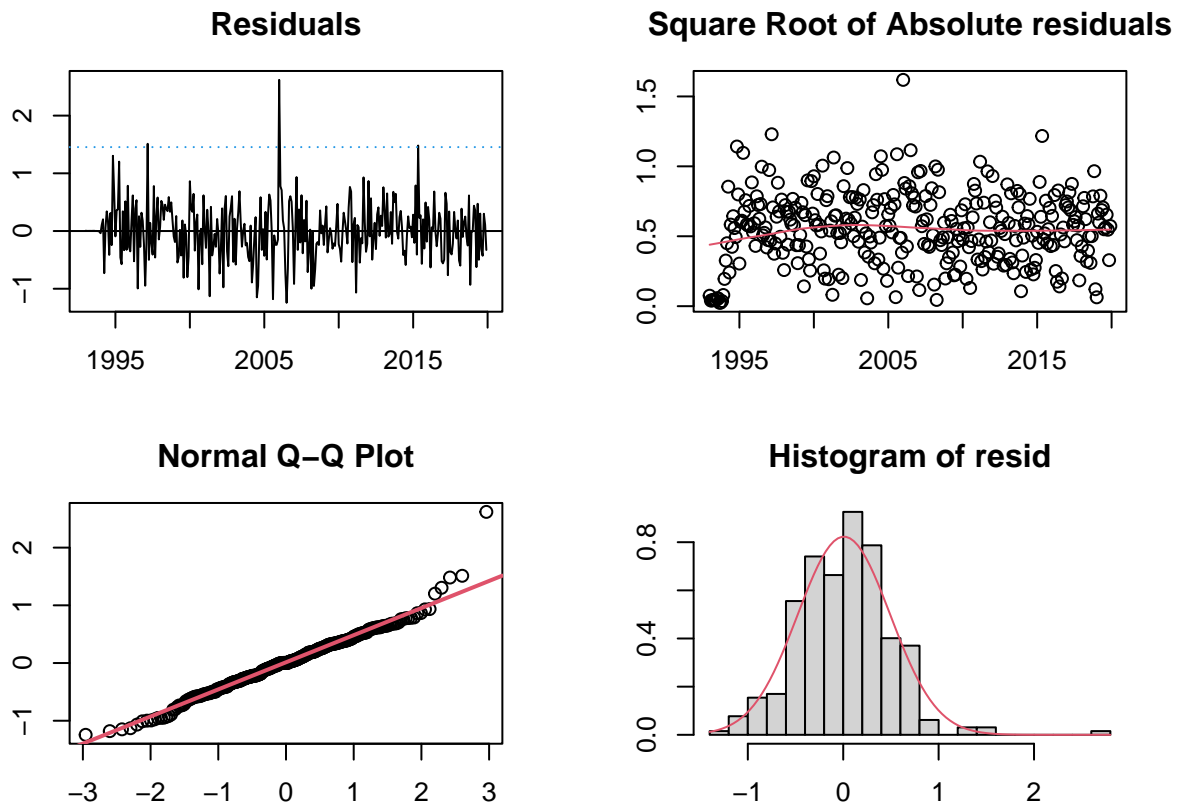 Residuals
2
1
0
−1
1995 2005 2015
Square Root of Absolute residuals
1.5
1.0
0.5
0.0
1995 2005 2015
Normal Q−Q Plot
2
1
0
−1
−3 −2 −1 0 1 2 3
Histogram of resid
0.8
0.4
0.0
−1 0 1 2